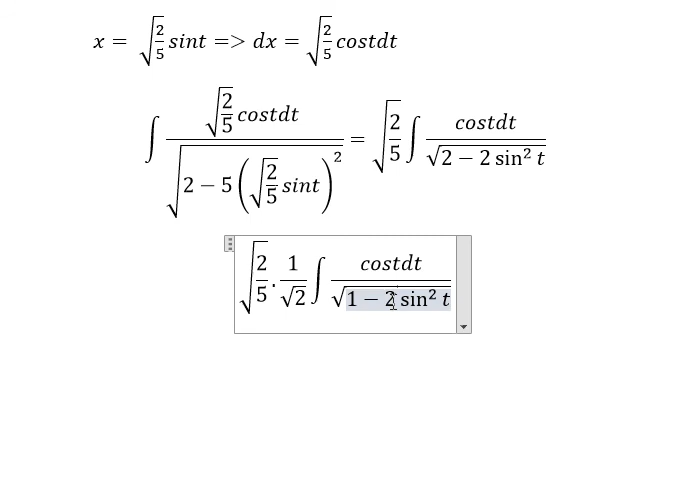 x = √(2/5) sint => dx = √(2/5) costdt
∫ (√(2/5) costdt) / √(2 − 5(√(2/5) sint)²) = √(2/5) ∫ costdt / √(2 − 2 sin² t)
√(2/5) . 1/√2 ∫ costdt / √(1 − 2 sin² t)